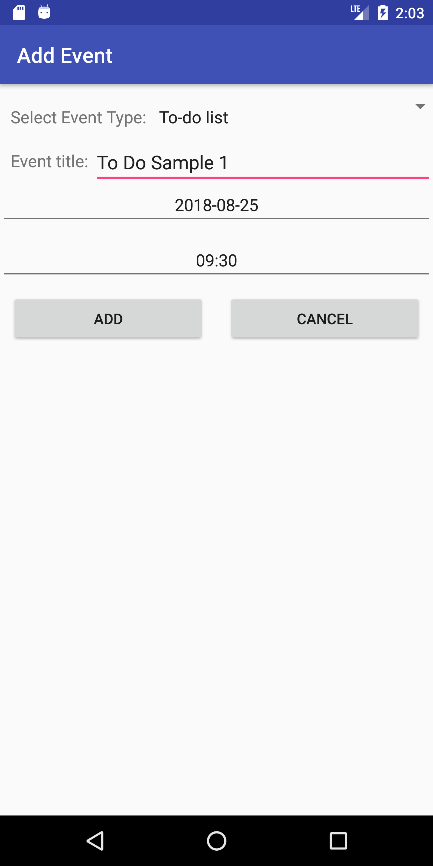 LTE 2:03
Add Event
Select Event Type: To-do list
Event title: To Do Sample 1
2018-08-25
09:30
ADD CANCEL